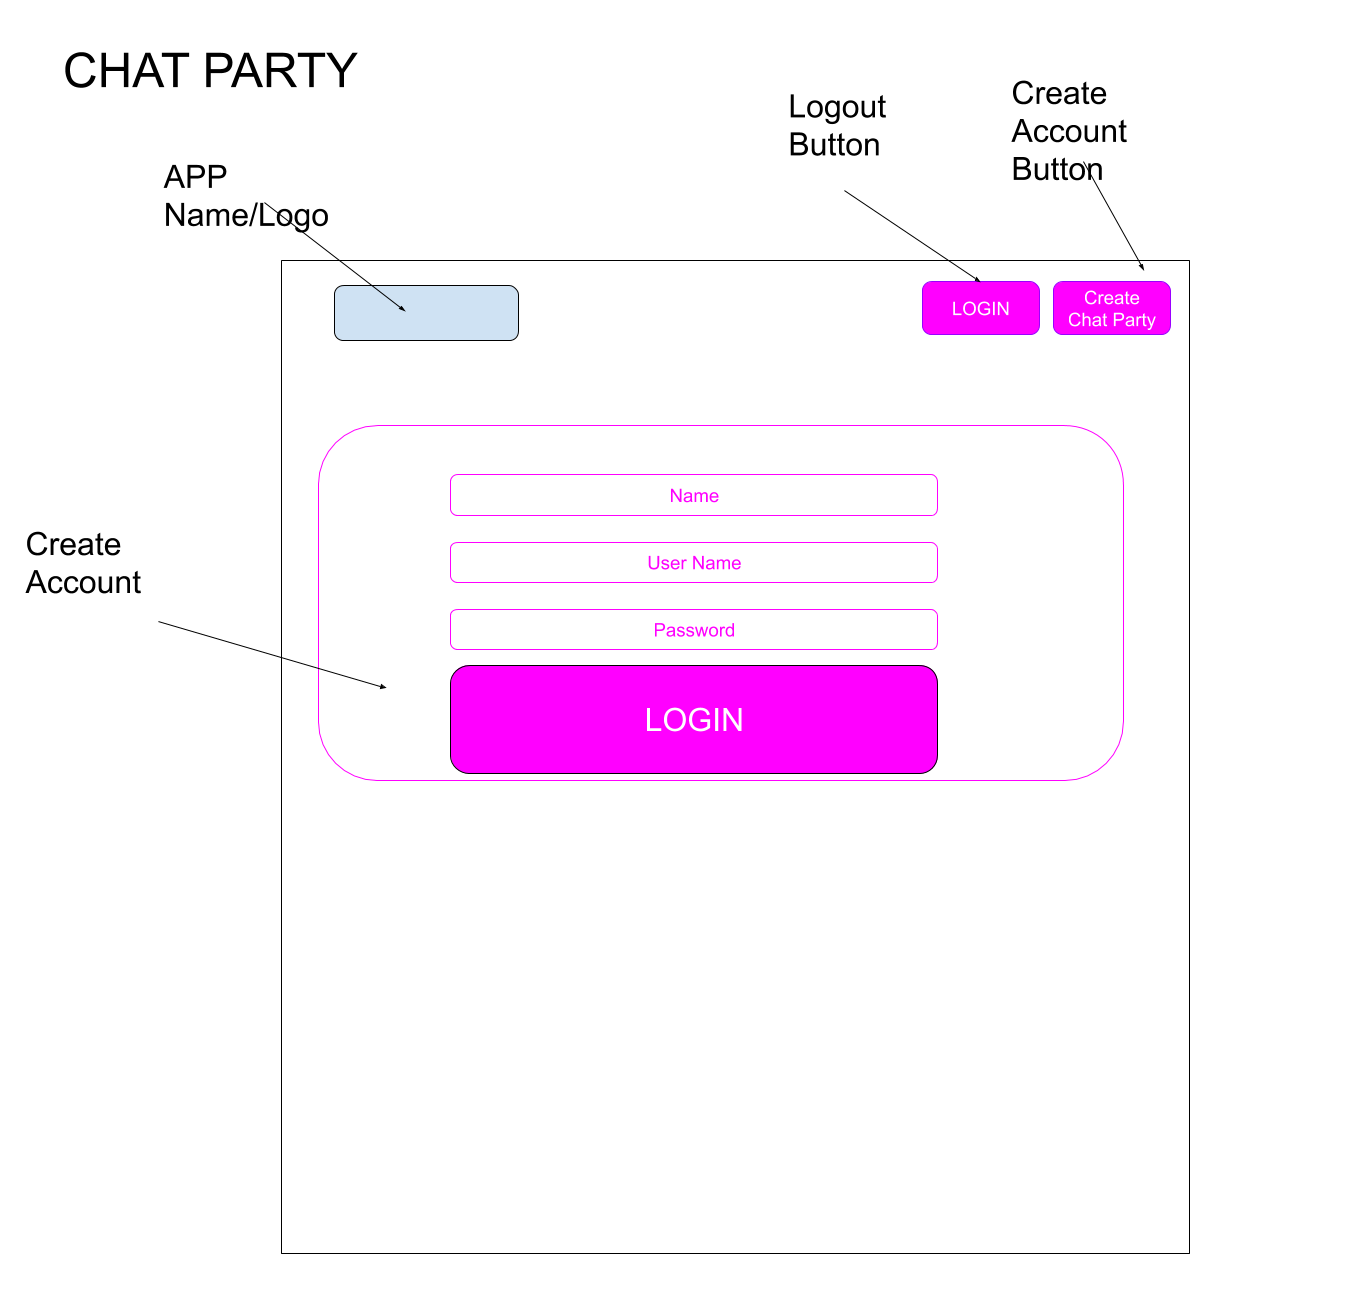 CHAT PARTY
APP
Name/Logo
Logout
Button
Create
Account
Button
LOGIN
Create
Chat Party
Create
Account
Name
User Name
Password
LOGIN